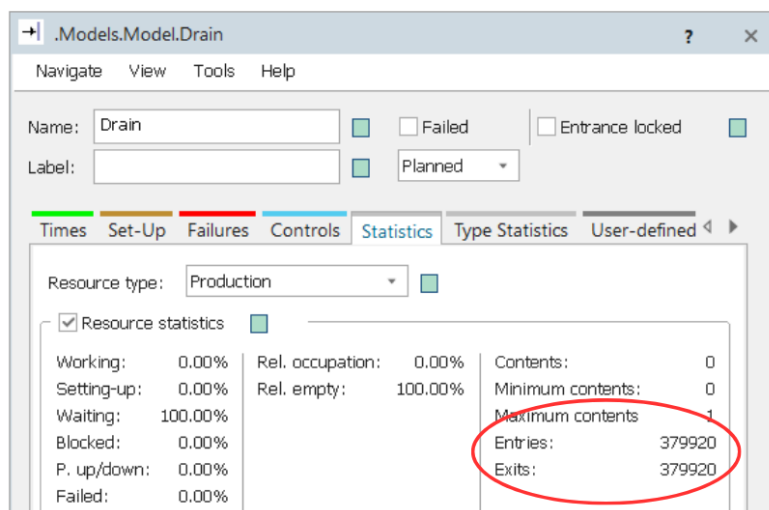 .Models.Model.Drain ? ×
Navigate View Tools Help
Name: Drain Failed Entrance locked
Label: Planned
Times Set-Up Failures Controls Statistics Type Statistics User-defined
Resource type: Production
Resource statistics
Working: 0.00% Rel. occupation: 0.00% Contents: 0
Setting-up: 0.00% Rel. empty: 100.00% Minimum contents: 0
Waiting: 100.00% Maximum contents 1
Blocked: 0.00% Entries: 379920
P. up/down: 0.00% Exits: 379920
Failed: 0.00%